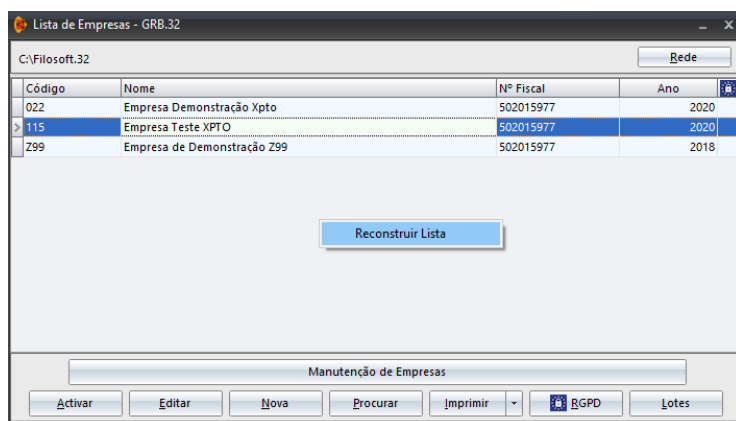 Lista de Empresas - GRB.32
C:\Filosoft.32 Rede
Código Nome Nº Fiscal Ano
022 Empresa Demonstração Xpto 502015977 2020
115 Empresa Teste XPTO 502015977 2020
Z99 Empresa de Demonstração Z99 502015977 2018
Reconstruir Lista
Manutenção de Empresas
Activar Editar Nova Procurar Imprimir RGPD Lotes